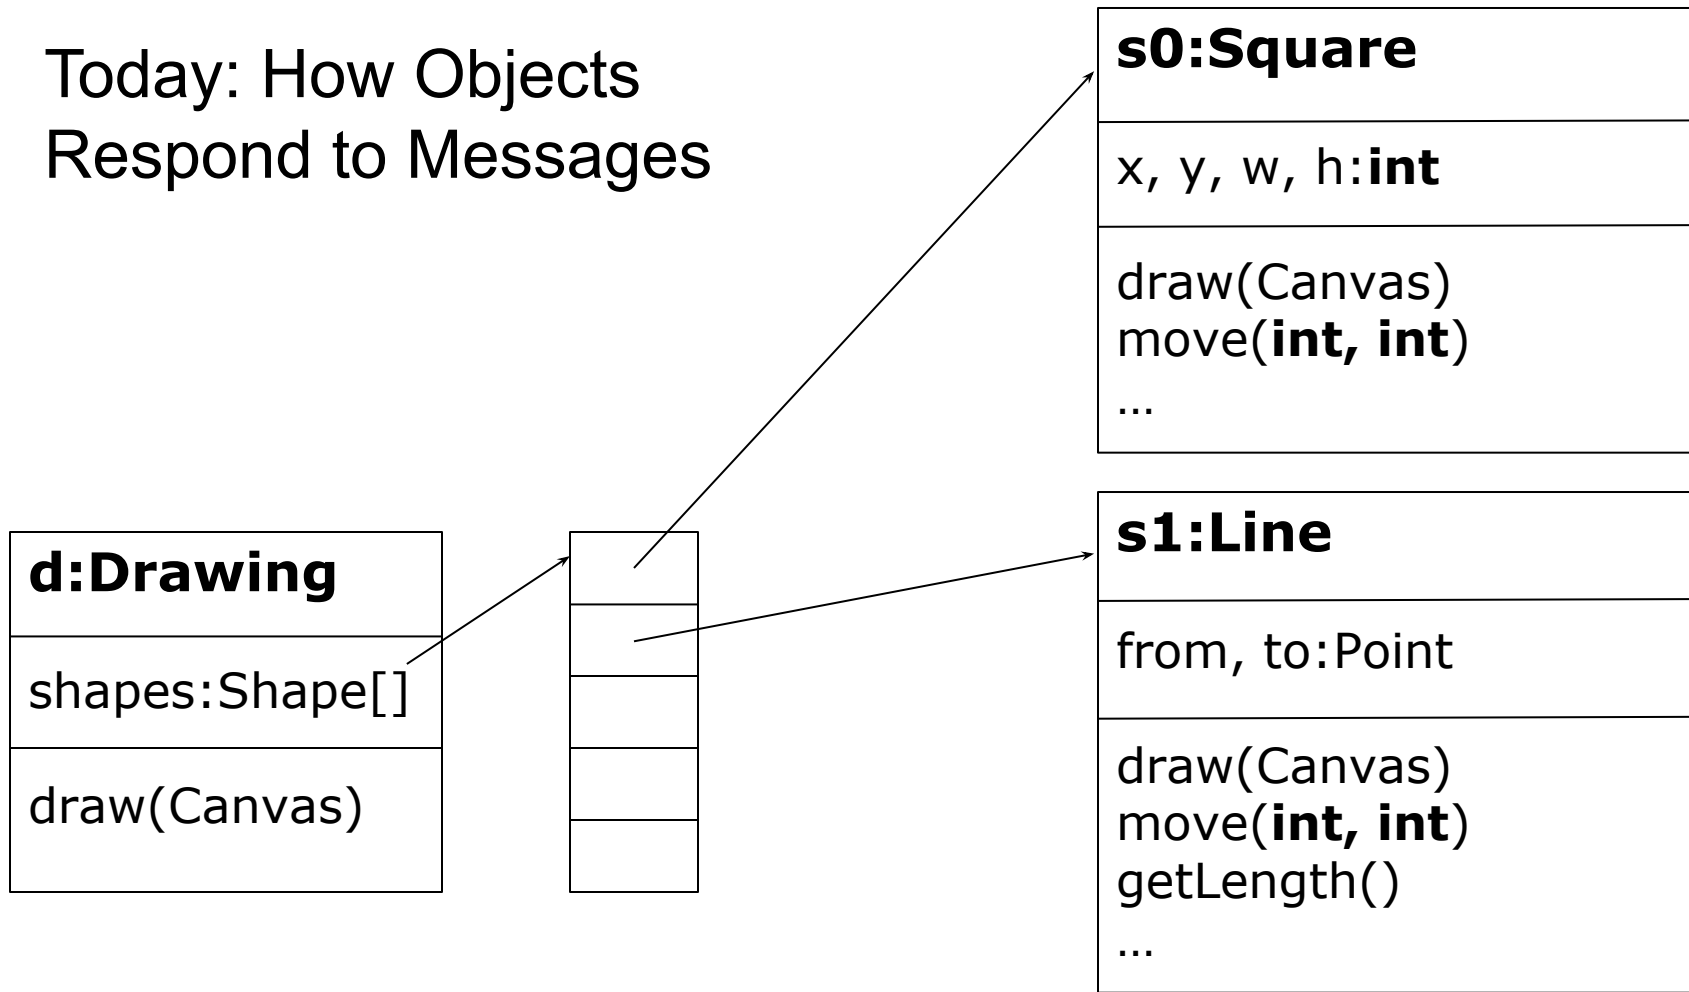 Today: How Objects
Respond to Messages
s0:Square
x, y, w, h:int
draw(Canvas)
move(int, int)
…
d:Drawing
shapes:Shape[]
draw(Canvas)
s1:Line
from, to:Point
draw(Canvas)
move(int, int)
getLength()
…